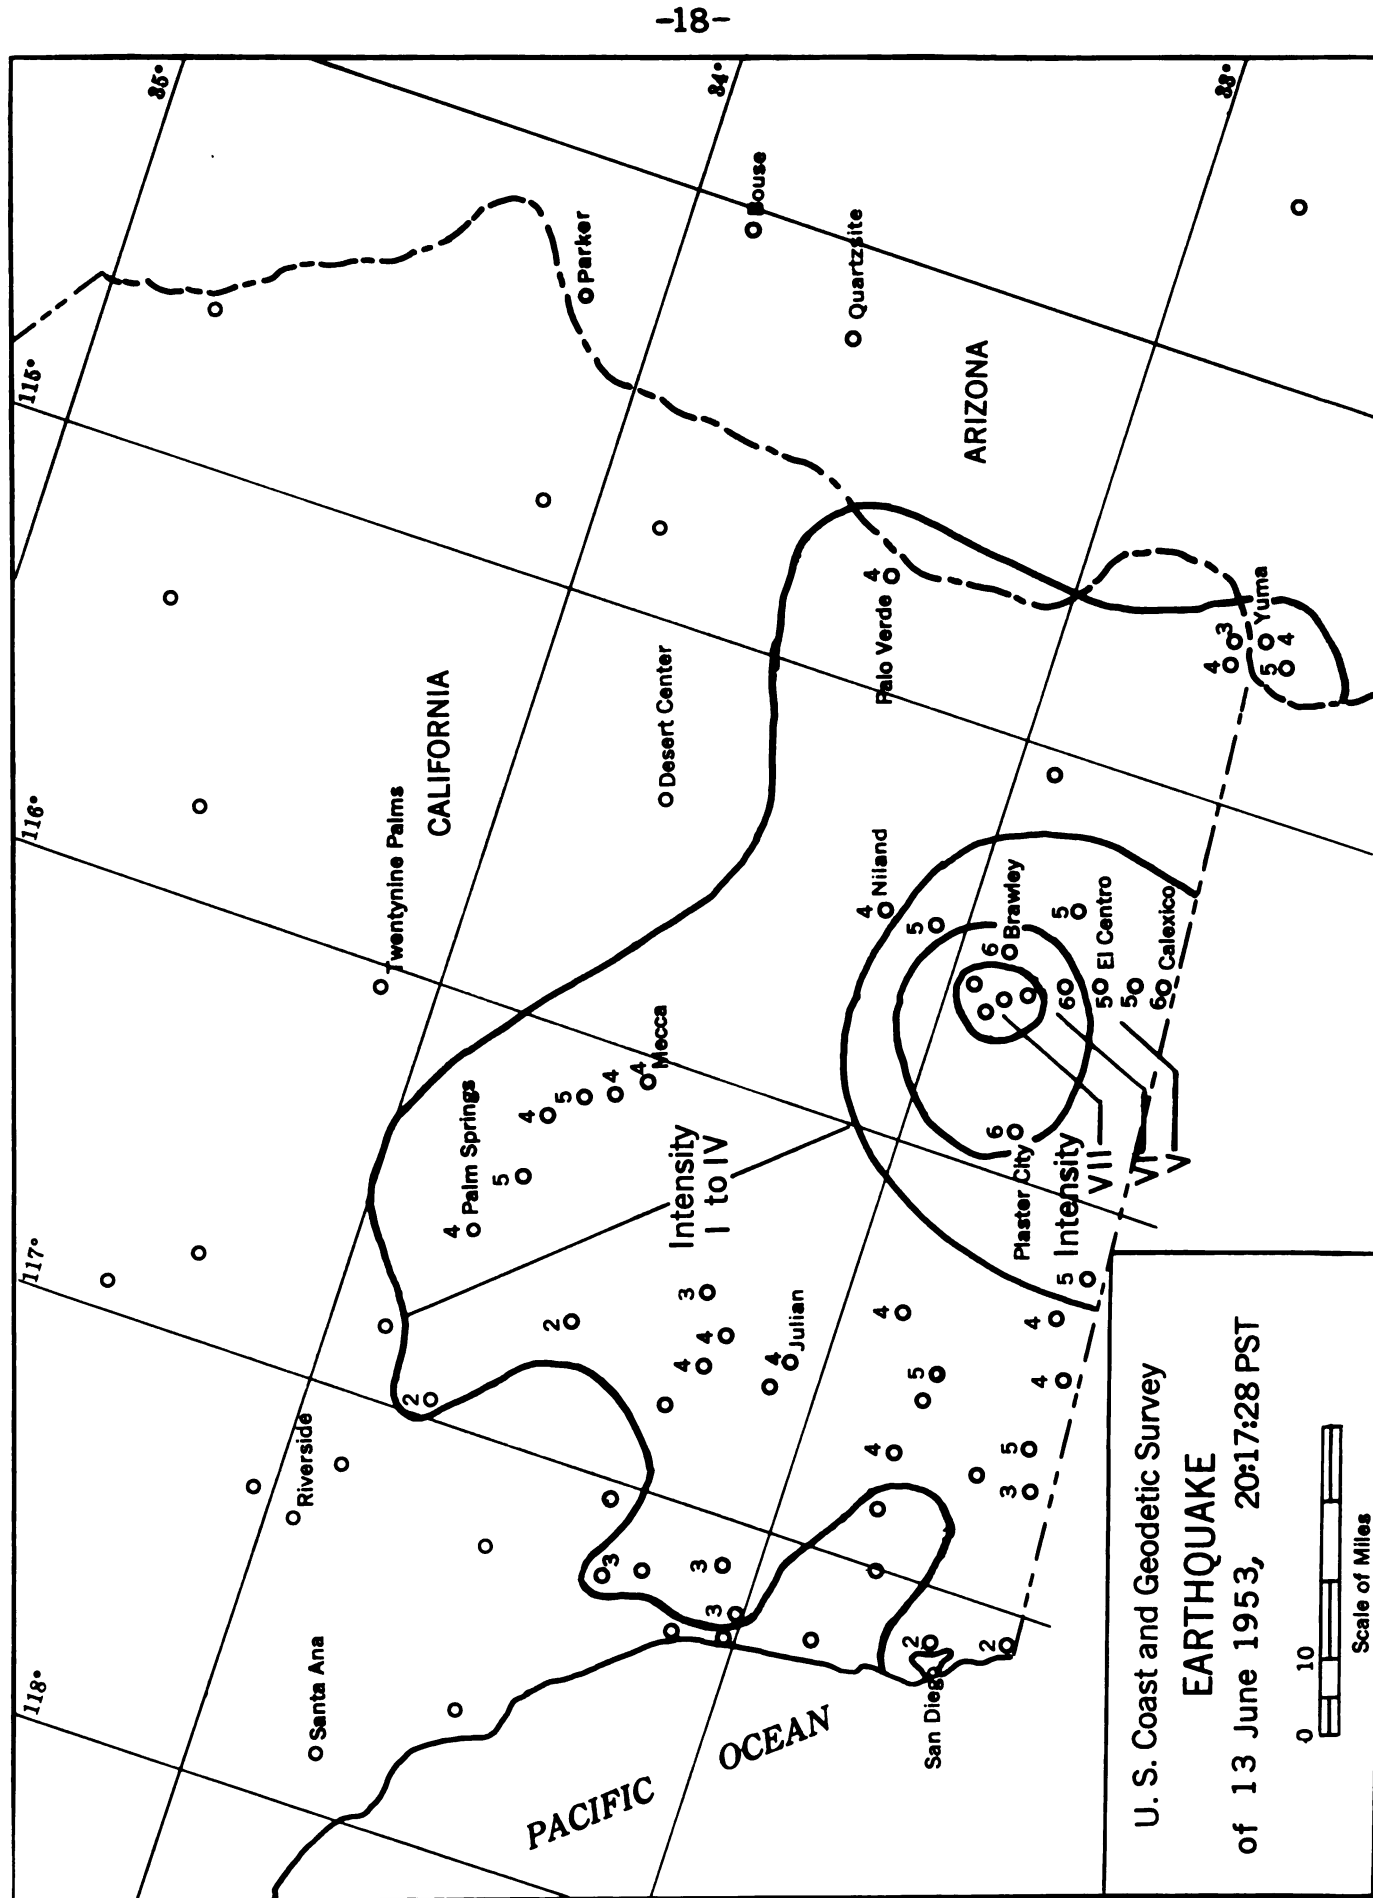 -18-
85°
84°
83°
115°
116°
117°
118°
Bouse
Parker
Quartzsite
ARIZONA
CALIFORNIA
Twentynine Palms
Desert Center
4
Palo Verde
3
4
Yuma
5
4
4
Niland
5
6
Brawley
5
6
5
El Centro
5
6
Calexico
4
Palm Springs
5
4
5
4
4
Mecca
Intensity
I to IV
6
Plaster City
Intensity
VII
VI
V
5
2
2
3
4
4
4
Julian
4
5
4
4
4
5
3
Riverside
Santa Ana
3
3
3
2
San Diego
2
PACIFIC OCEAN
U. S. Coast and Geodetic Survey
EARTHQUAKE
of 13 June 1953, 20:17:28 PST
0 10
Scale of Miles